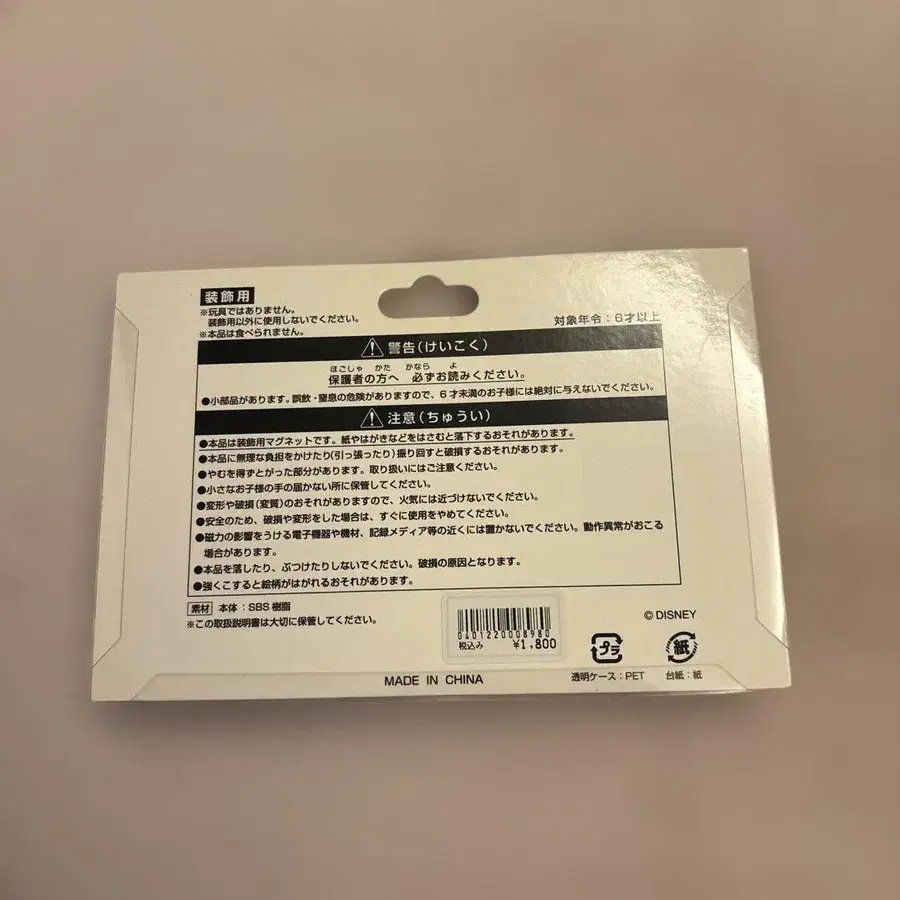 装飾用
※玩具ではありません。
装飾用以外に使用しないでください。
※本品は食べられません。
対象年令：6才以上
警告（けいこく）
ほごしゃ かた かなら よ
保護者の方へ 必ずお読みください。
●小部品があります。誤飲・窒息の危険がありますので、6才未満のお子様には絶対に与えないでください。
注意（ちゅうい）
●本品は装飾用マグネットです。紙やはがきなどをはさむと落下するおそれがあります。
●本品に無理な負担をかけたり(引っ張ったり)振り回すと破損するおそれがあります。
●やむを得ずとがった部分があります。取り扱いにはご注意ください。
●小さなお子様の手の届かない所に保管してください。
●変形や破損（変質）のおそれがありますので、火気には近づけないでください。
●安全のため、破損や変形をした場合は、すぐに使用をやめてください。
●磁力の影響をうける電子機器や機材、記録メディア等の近くには置かないでください。動作異常がおこる
場合があります。
●本品を落したり、ぶつけたりしないでください。破損の原因となります。
●強くこすると絵柄がはがれるおそれがあります。
素材 本体：SBS 樹脂
※この取扱説明書は大切に保管してください。
0401220008980
税込み ¥1,800
© DISNEY
プラ
紙
透明ケース：PET
台紙：紙
MADE IN CHINA